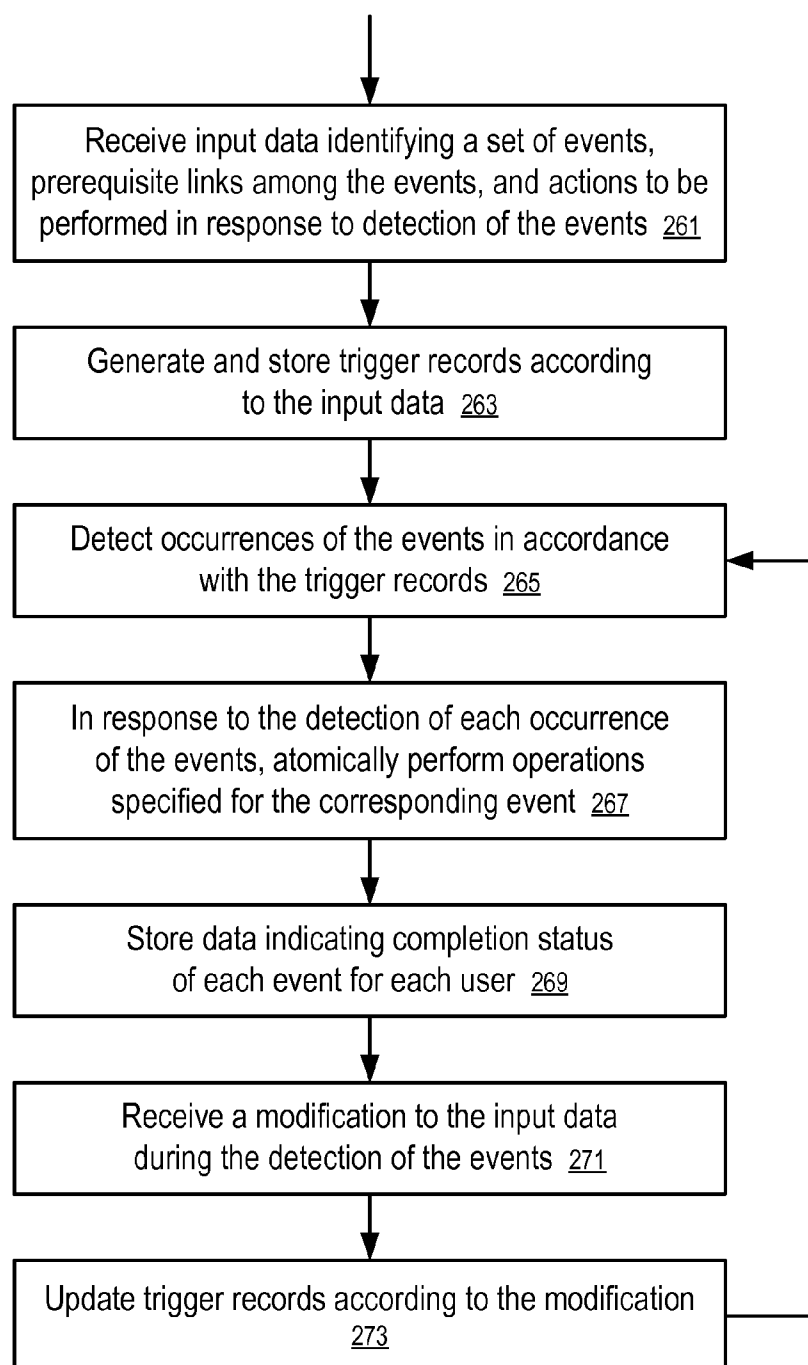 Receive input data identifying a set of events,
prerequisite links among the events, and actions to be
performed in response to detection of the events 261
Generate and store trigger records according
to the input data 263
Detect occurrences of the events in accordance
with the trigger records 265
In response to the detection of each occurrence
of the events, atomically perform operations
specified for the corresponding event 267
Store data indicating completion status
of each event for each user 269
Receive a modification to the input data
during the detection of the events 271
Update trigger records according to the modification
273